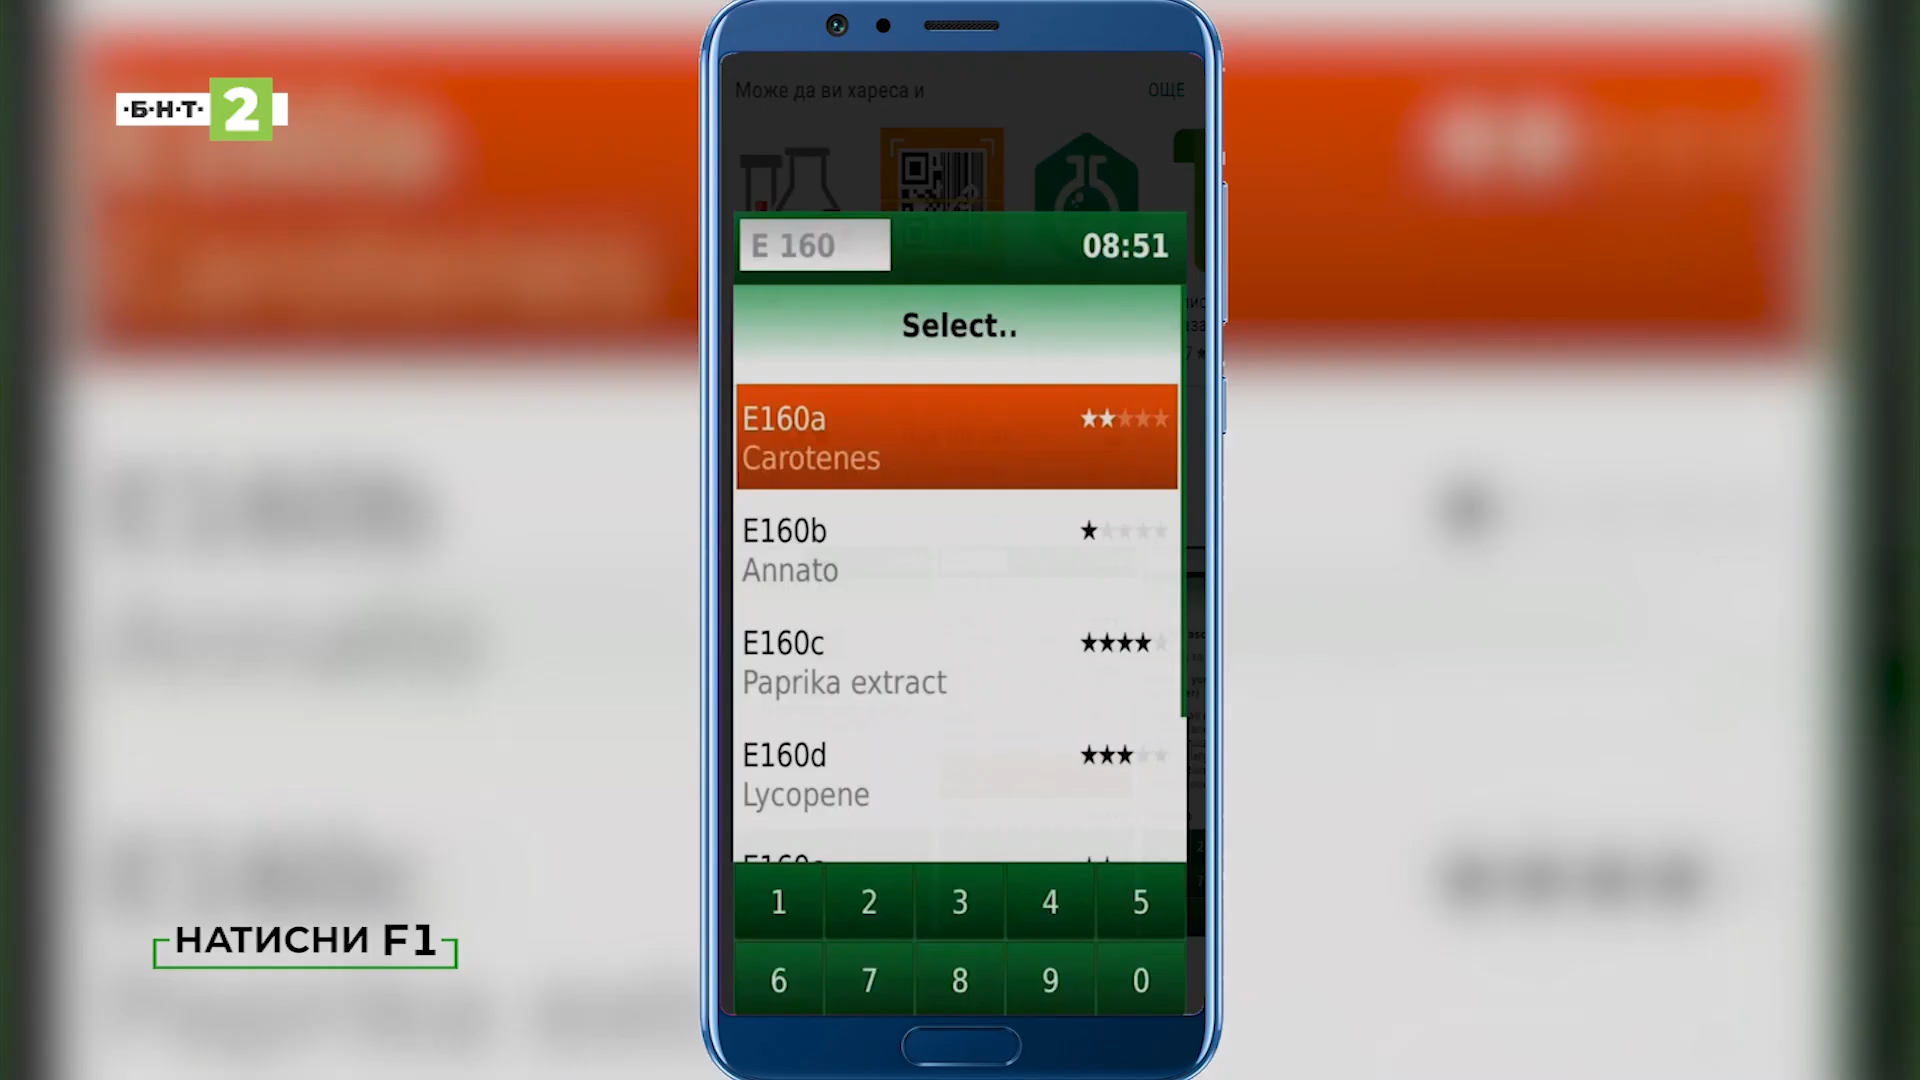 ·БНТ· 2
Може да ви хареса и
ОЩЕ
E 160
08:51
Select..
E160a
Carotenes
E160b
Annato
E160c
Paprika extract
E160d
Lycopene
1 2 3 4 5
6 7 8 9 0
НАТИСНИ F1